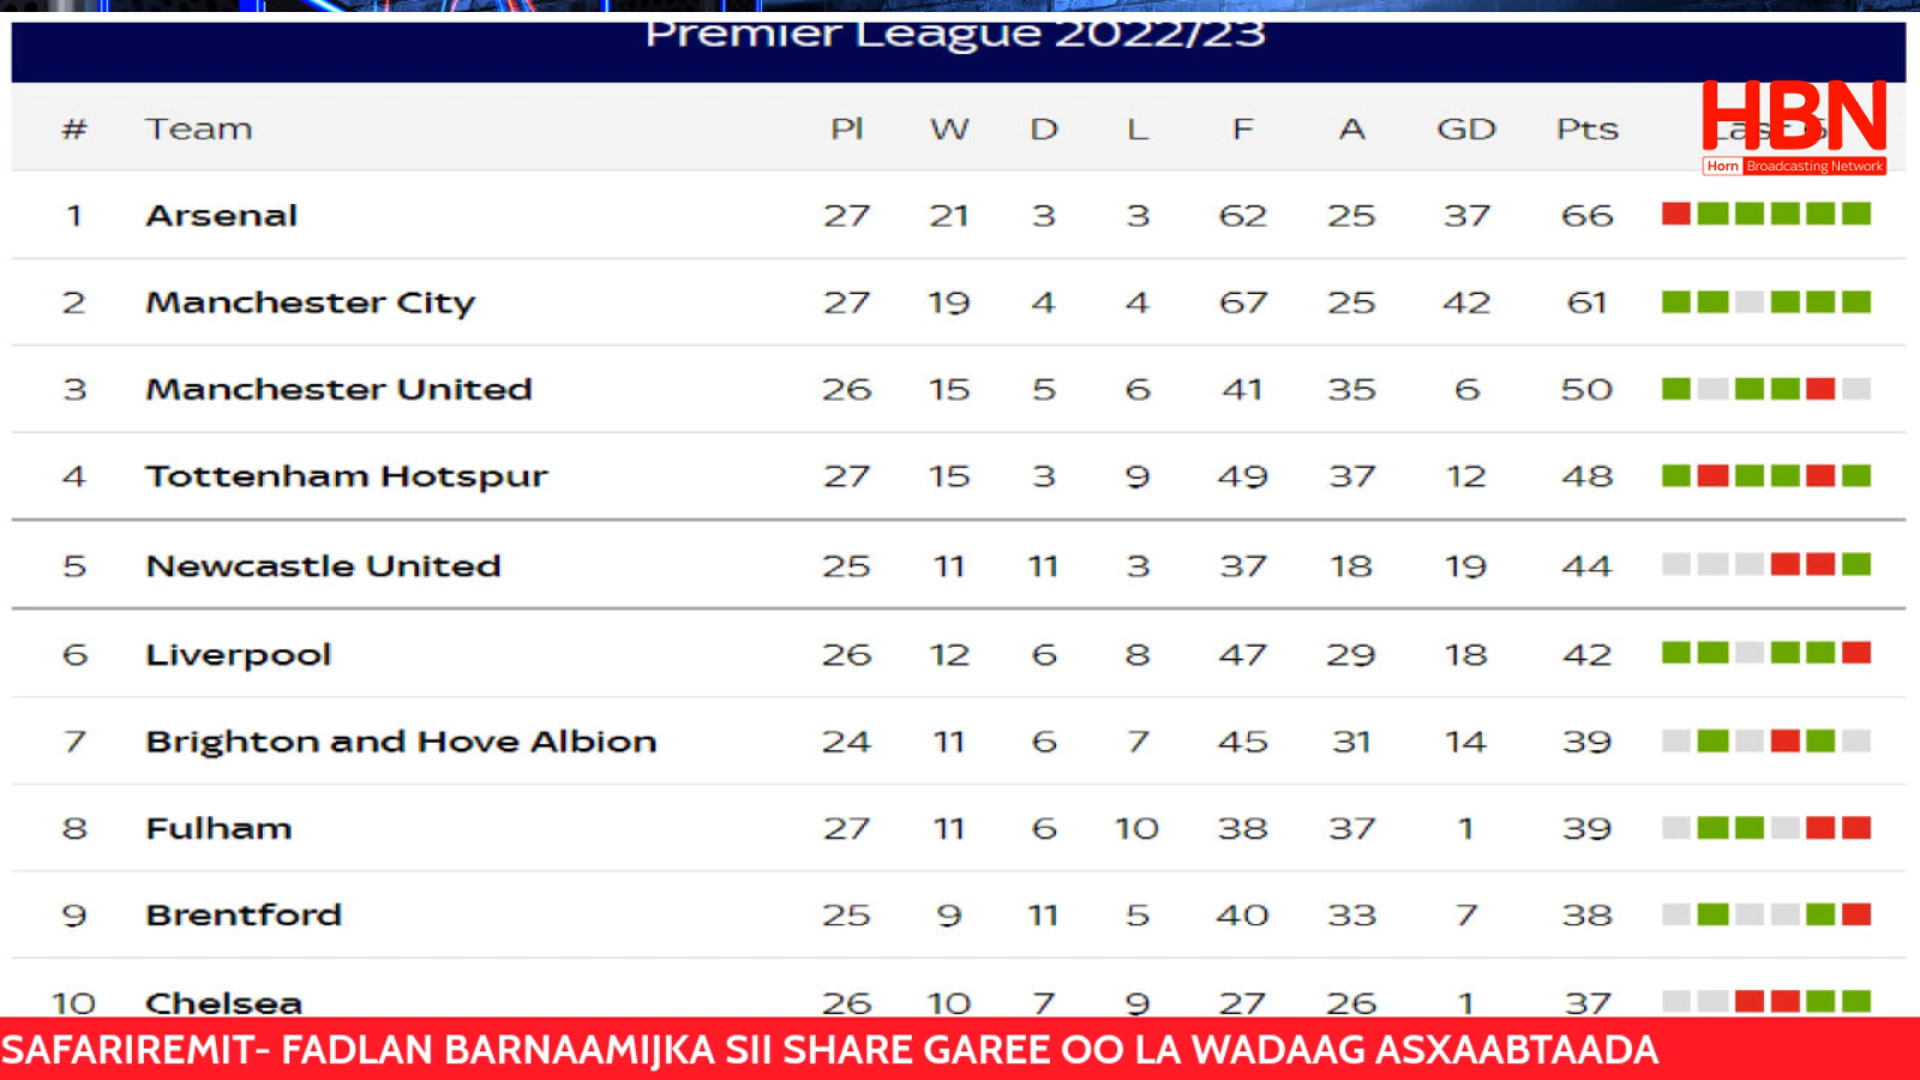 Premier League 2022/23
# Team Pl W D L F A GD Pts Last 6
HBN
Horn Broadcasting Network
1 Arsenal 27 21 3 3 62 25 37 66
2 Manchester City 27 19 4 4 67 25 42 61
3 Manchester United 26 15 5 6 41 35 6 50
4 Tottenham Hotspur 27 15 3 9 49 37 12 48
5 Newcastle United 25 11 11 3 37 18 19 44
6 Liverpool 26 12 6 8 47 29 18 42
7 Brighton and Hove Albion 24 11 6 7 45 31 14 39
8 Fulham 27 11 6 10 38 37 1 39
9 Brentford 25 9 11 5 40 33 7 38
10 Chelsea 26 10 7 9 27 26 1 37
SAFARIREMIT- FADLAN BARNAAMIJKA SII SHARE GAREE OO LA WADAAG ASXAABTAADA